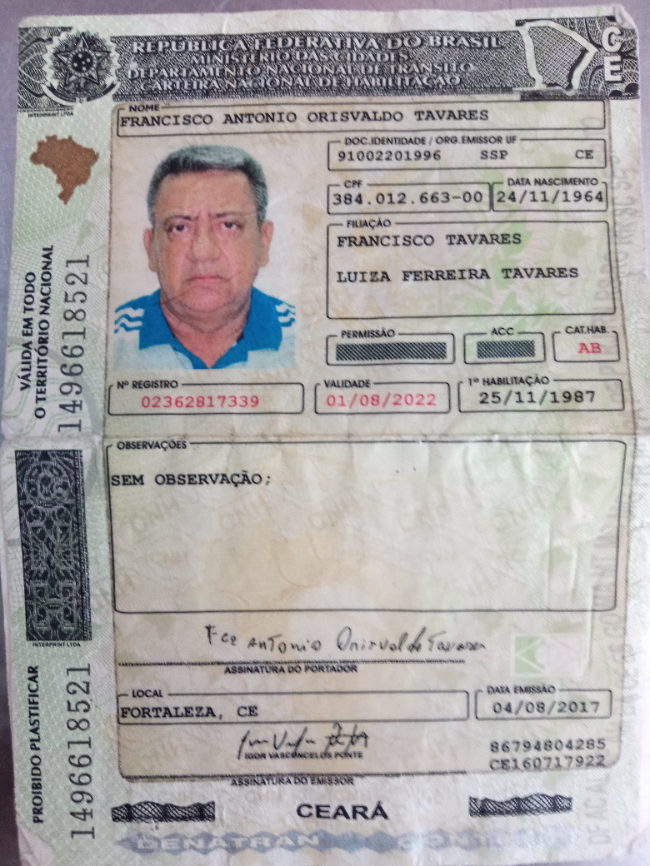 REPÚBLICA FEDERATIVA DO BRASIL
MINISTÉRIO DAS CIDADES
DEPARTAMENTO NACIONAL DE TRÂNSITO
CARTEIRA NACIONAL DE HABILITAÇÃO
CE
INTERPRINT LTDA
NOME
FRANCISCO ANTONIO ORISVALDO TAVARES
DOC.IDENTIDADE / ORG.EMISSOR UF
91002201996 SSP CE
CPF
384.012.663-00
DATA NASCIMENTO
24/11/1964
FILIAÇÃO
FRANCISCO TAVARES
LUIZA FERREIRA TAVARES
PERMISSÃO
ACC
CAT.HAB.
AB
Nº REGISTRO
02362817339
VALIDADE
01/08/2022
1ª HABILITAÇÃO
25/11/1987
VÁLIDA EM TODO
O TERRITÓRIO NACIONAL
1496618521
OBSERVAÇÕES
SEM OBSERVAÇÃO;
INTERPRINT LTDA
Fco Antonio Orisvaldo Tavares
ASSINATURA DO PORTADOR
LOCAL
FORTALEZA, CE
DATA EMISSÃO
04/08/2017
IGOR VASCONCELOS PONTE
86794804285
CE160717922
ASSINATURA DO EMISSOR
PROIBIDO PLASTIFICAR
1496618521
CEARÁ
DENATRAN